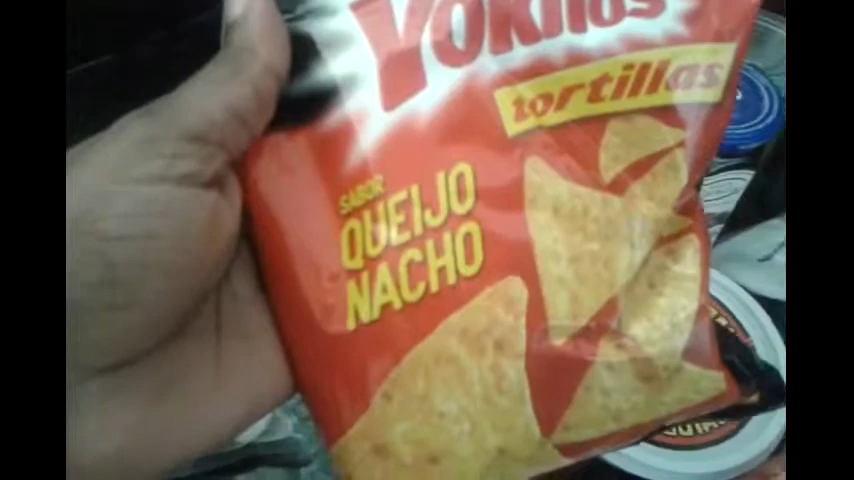 Yokitos
tortillas
SABOR
QUEIJO
NACHO